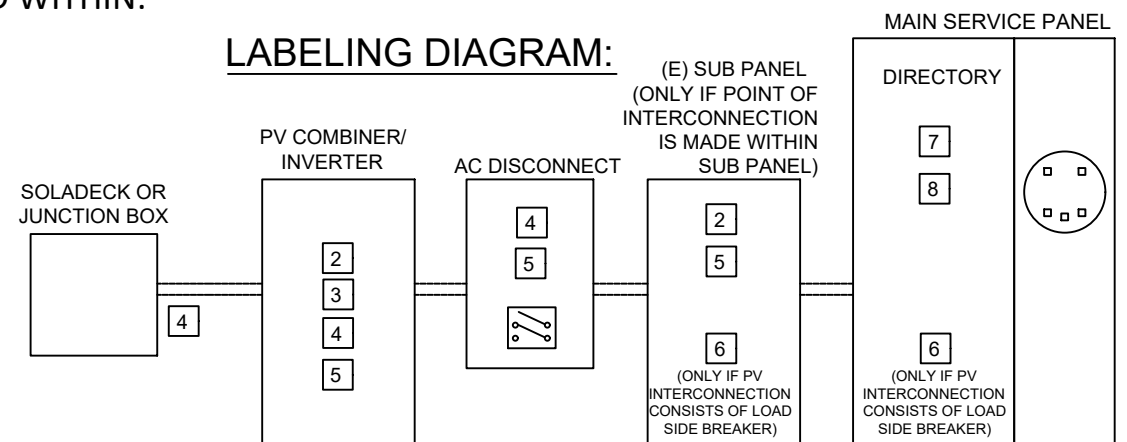 WITHIN.
LABELING DIAGRAM:
SOLADECK OR
JUNCTION BOX
4
PV COMBINER/
INVERTER
2
3
4
5
AC DISCONNECT
4
5
(E) SUB PANEL
(ONLY IF POINT OF
INTERCONNECTION
IS MADE WITHIN
SUB PANEL)
2
5
6
(ONLY IF PV
INTERCONNECTION
CONSISTS OF LOAD
SIDE BREAKER)
MAIN SERVICE PANEL
DIRECTORY
7
8
6
(ONLY IF PV
INTERCONNECTION
CONSISTS OF LOAD
SIDE BREAKER)